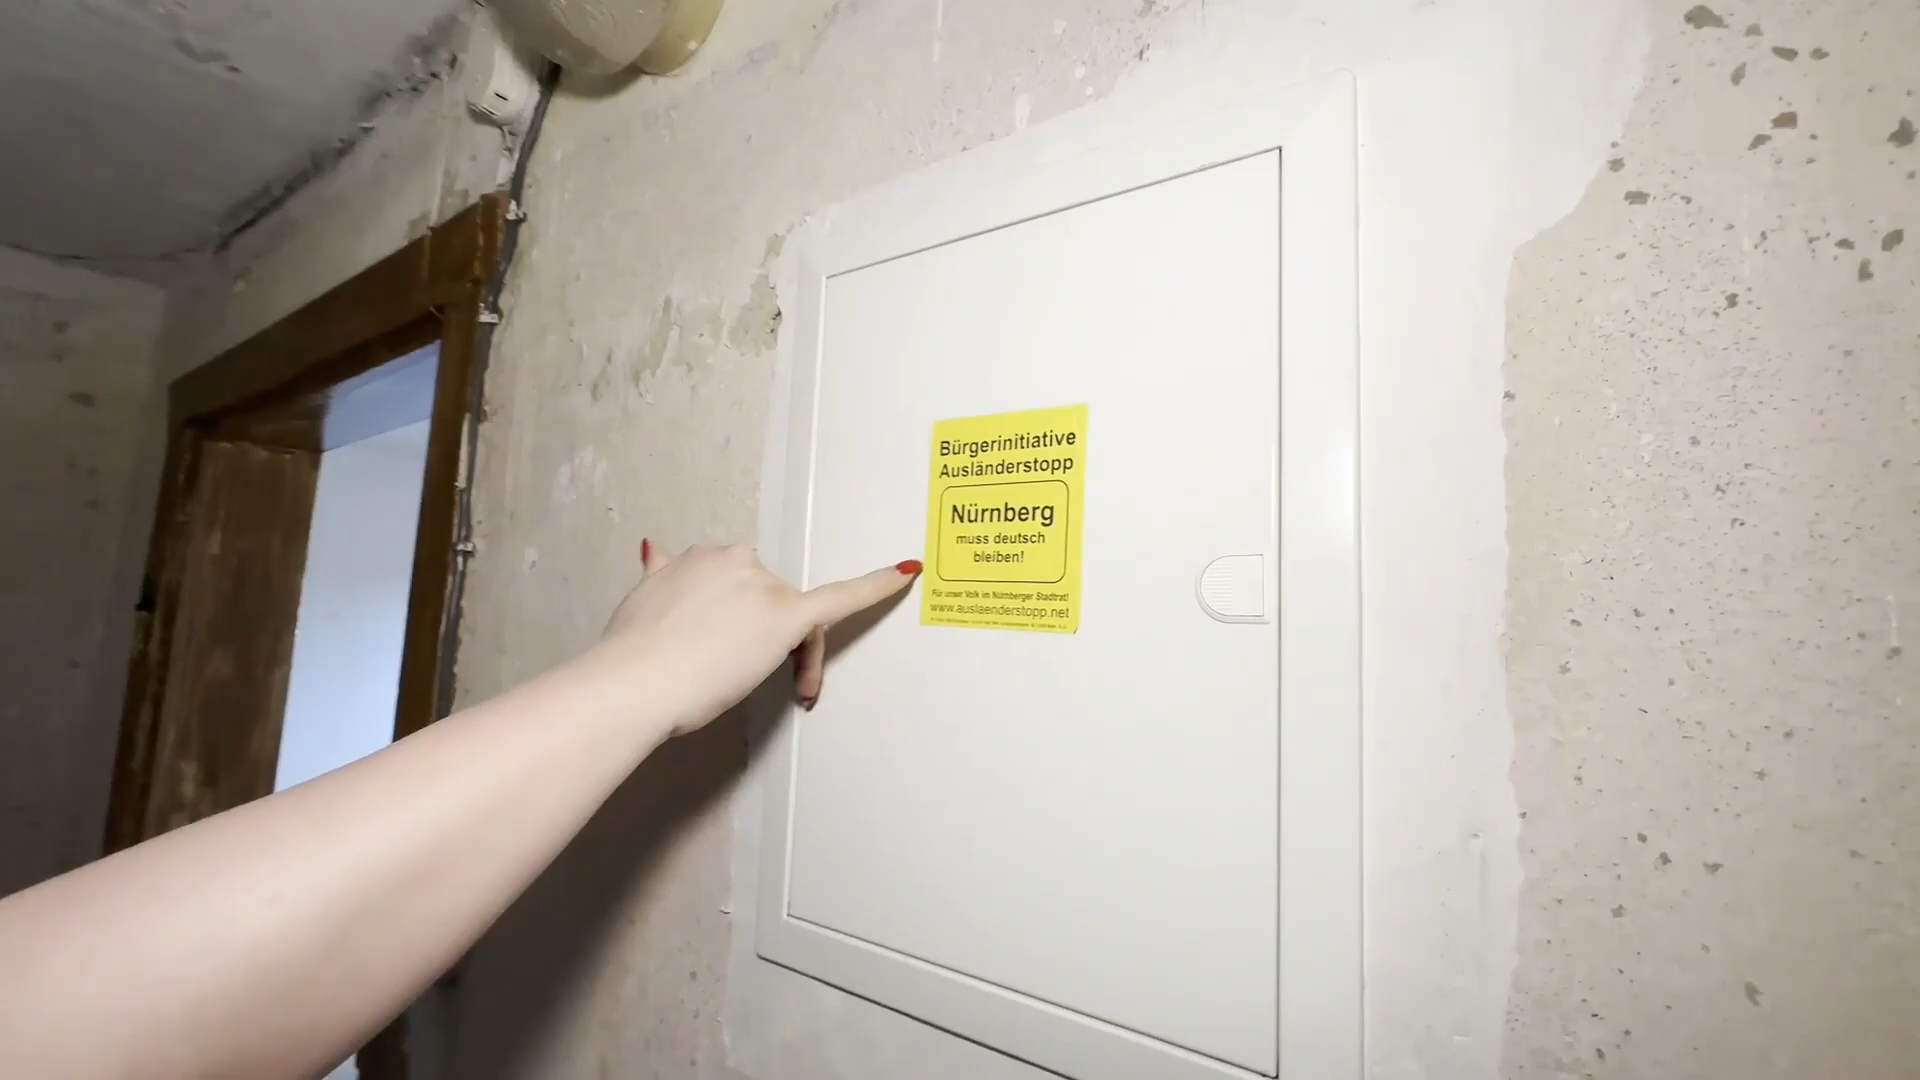 Bürgerinitiative
Ausländerstopp
Nürnberg
muss deutsch
bleiben!
Für unser Volk im Nürnberger Stadtrat!
www.auslaenderstopp.net